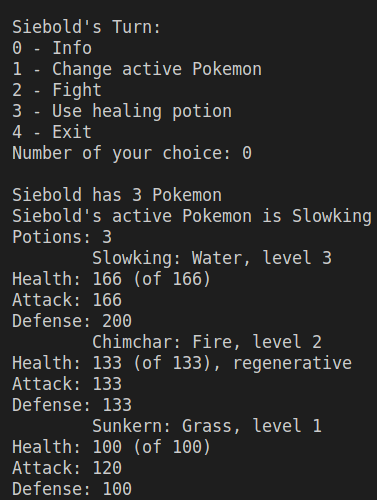 Siebold's Turn:
0 - Info
1 - Change active Pokemon
2 - Fight
3 - Use healing potion
4 - Exit
Number of your choice: 0

Siebold has 3 Pokemon
Siebold's active Pokemon is Slowking
Potions: 3
        Slowking: Water, level 3
Health: 166 (of 166)
Attack: 166
Defense: 200
        Chimchar: Fire, level 2
Health: 133 (of 133), regenerative
Attack: 133
Defense: 133
        Sunkern: Grass, level 1
Health: 100 (of 100)
Attack: 120
Defense: 100